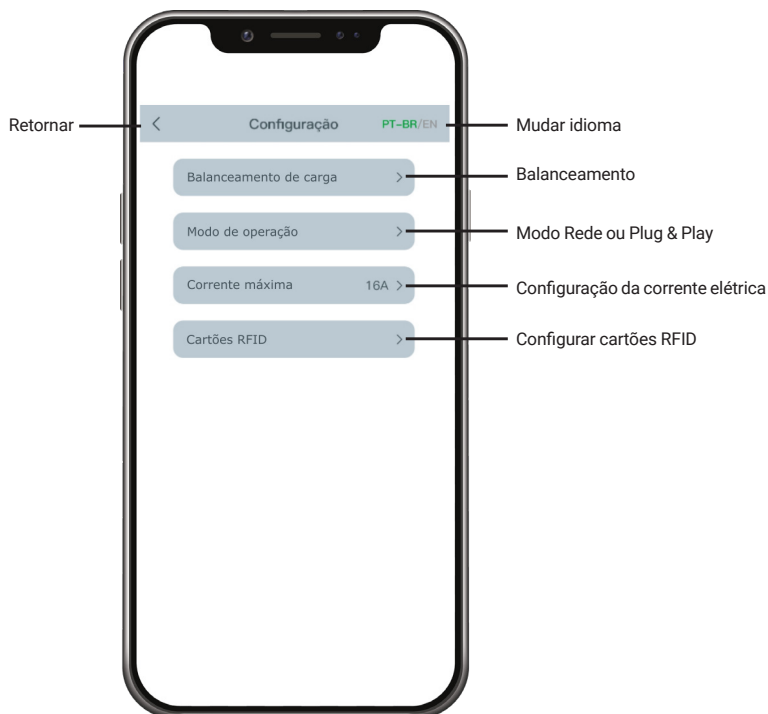 Retornar
Configuração
PT-BR/EN
Mudar idioma
Balanceamento de carga
Balanceamento
Modo de operação
Modo Rede ou Plug & Play
Corrente máxima
16A
Configuração da corrente elétrica
Cartões RFID
Configurar cartões RFID